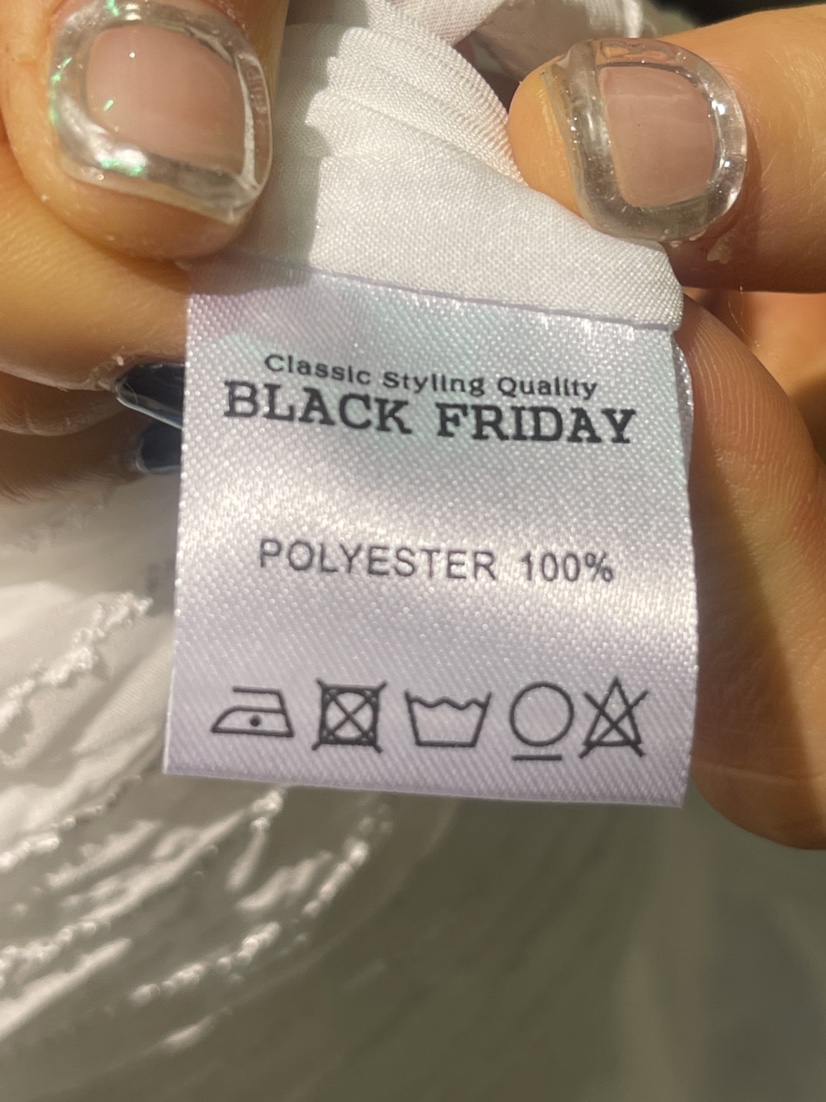 Classic Styling Quality
BLACK FRIDAY
POLYESTER 100%